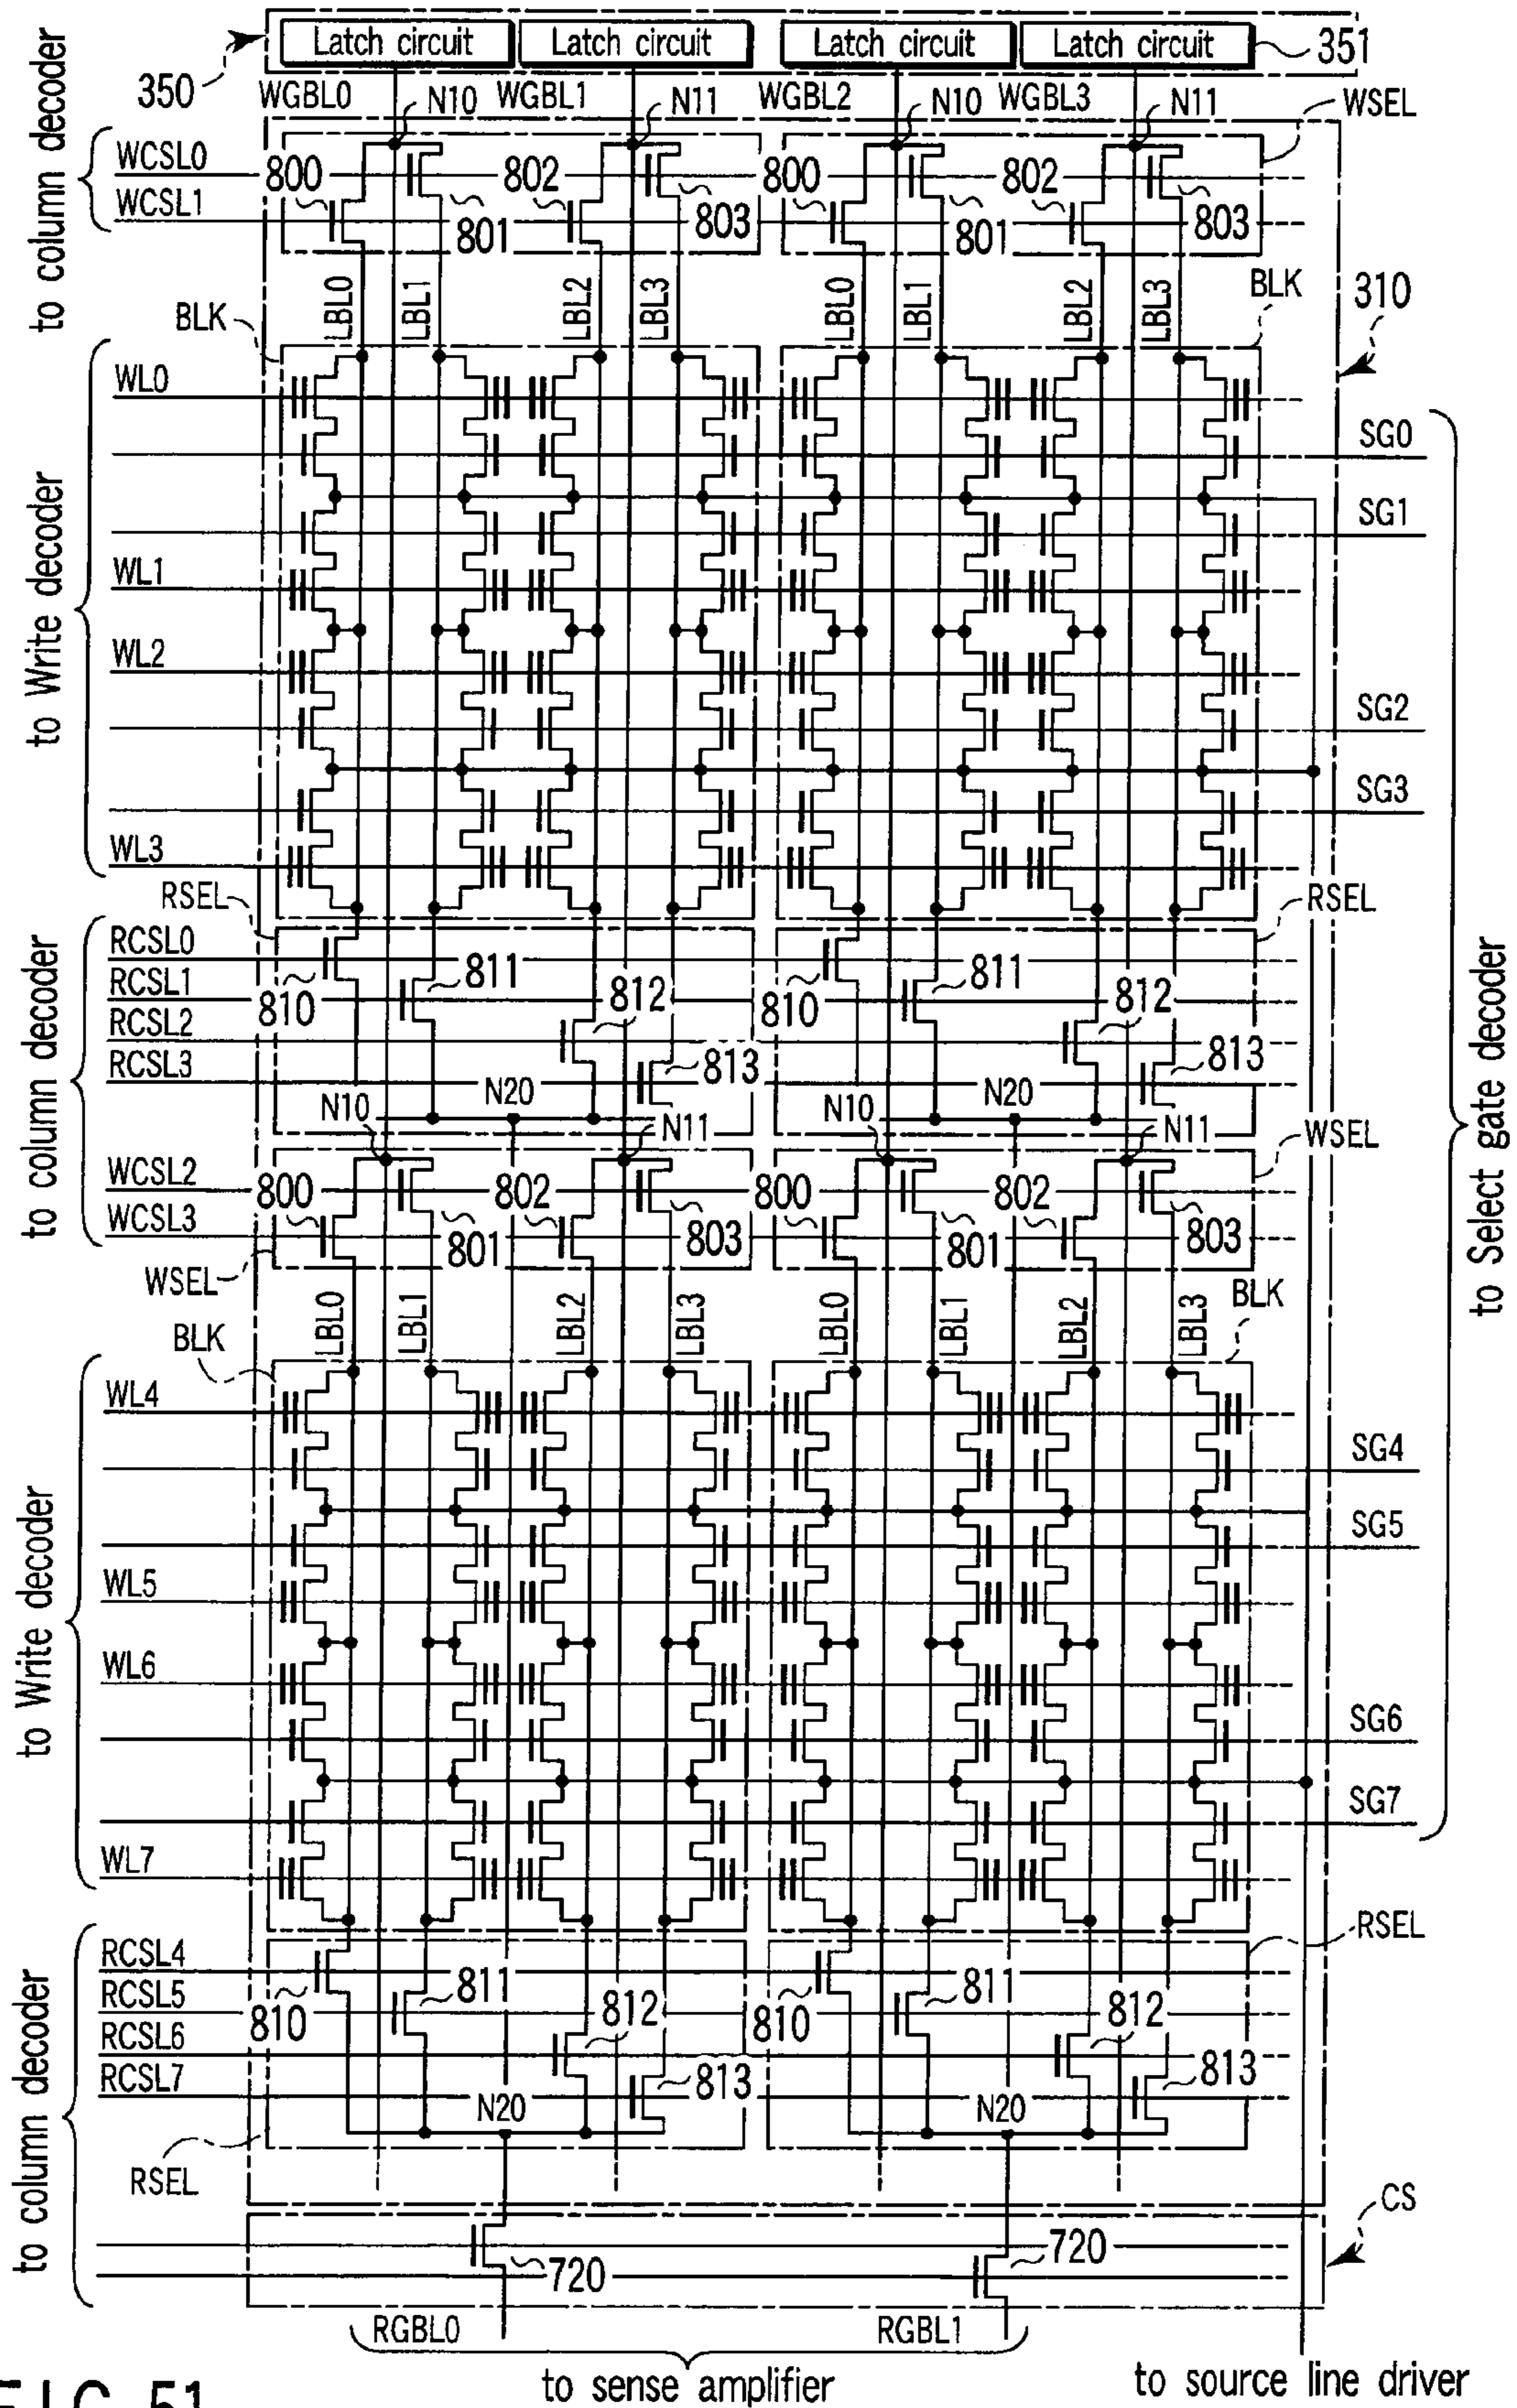 Latch circuit Latch circuit Latch circuit Latch circuit 351
350
WGBL0 N10 WGBL1 N11 WGBL2 N10 WGBL3 N11 WSEL
to column decoder
WCSL0 800 802 800 802
WCSL1 801 803 801 803
LBL0 LBL1 LBL2 LBL3 LBL0 LBL1 LBL2 LBL3
BLK BLK 310
to Write decoder
WL0
SG0
SG1
WL1
WL2
SG2
SG3
WL3
to Select gate decoder
RSEL RSEL
to column decoder
RCSL0 811 811
RCSL1 810 812 810 812
RCSL2
RCSL3 813 813
N20 N20
N10 N11 N10 N11 WSEL
WCSL2 800 802 800 802
WCSL3 801 803 801 803
WSEL
LBL0 LBL1 LBL2 LBL3 LBL0 LBL1 LBL2 LBL3
BLK BLK
to Write decoder
WL4
SG4
SG5
WL5
WL6
SG6
SG7
WL7
RSEL
to column decoder
RCSL4 811 811
RCSL5 810 812 810 812
RCSL6
RCSL7 813 813
N20 N20
RSEL
CS
720 720
RGBL0 RGBL1
to sense amplifier to source line driver
FIG. 51